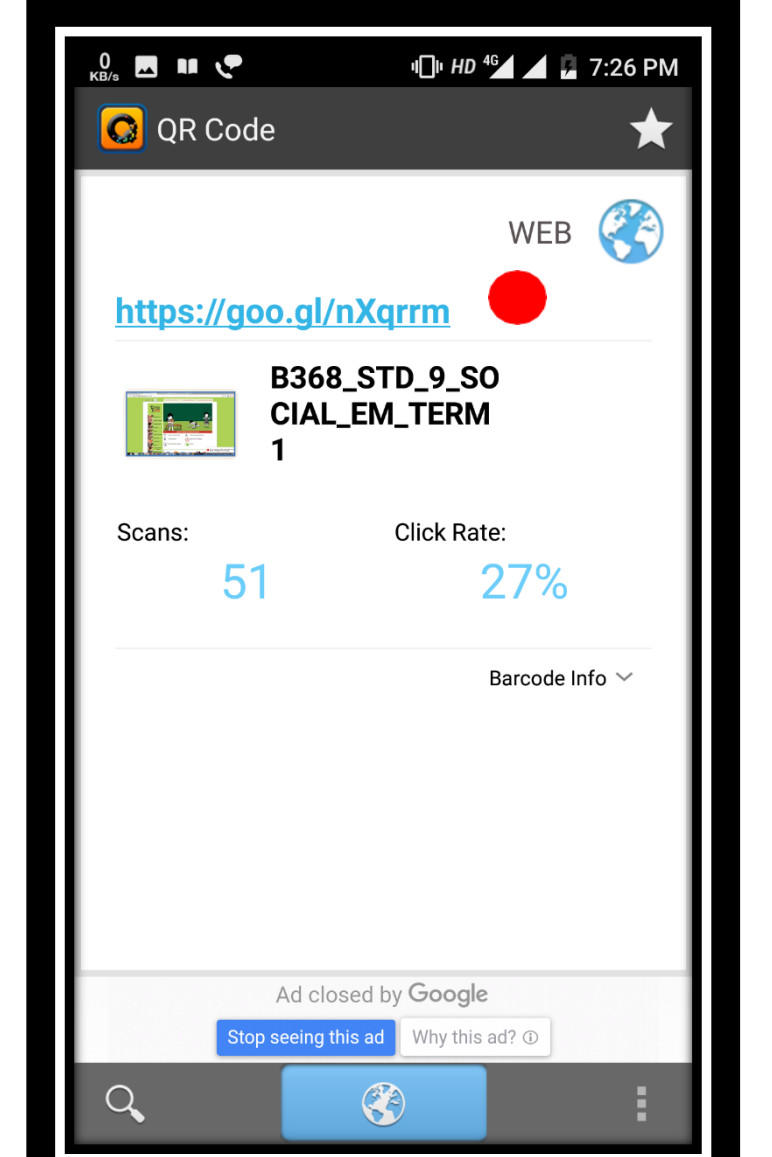 0
KB/s
HD 4G 7:26 PM
QR Code
WEB
https://goo.gl/nXqrrm
B368_STD_9_SO
CIAL_EM_TERM
1
Scans:
Click Rate:
51
27%
Barcode Info
Ad closed by Google
Stop seeing this ad
Why this ad?